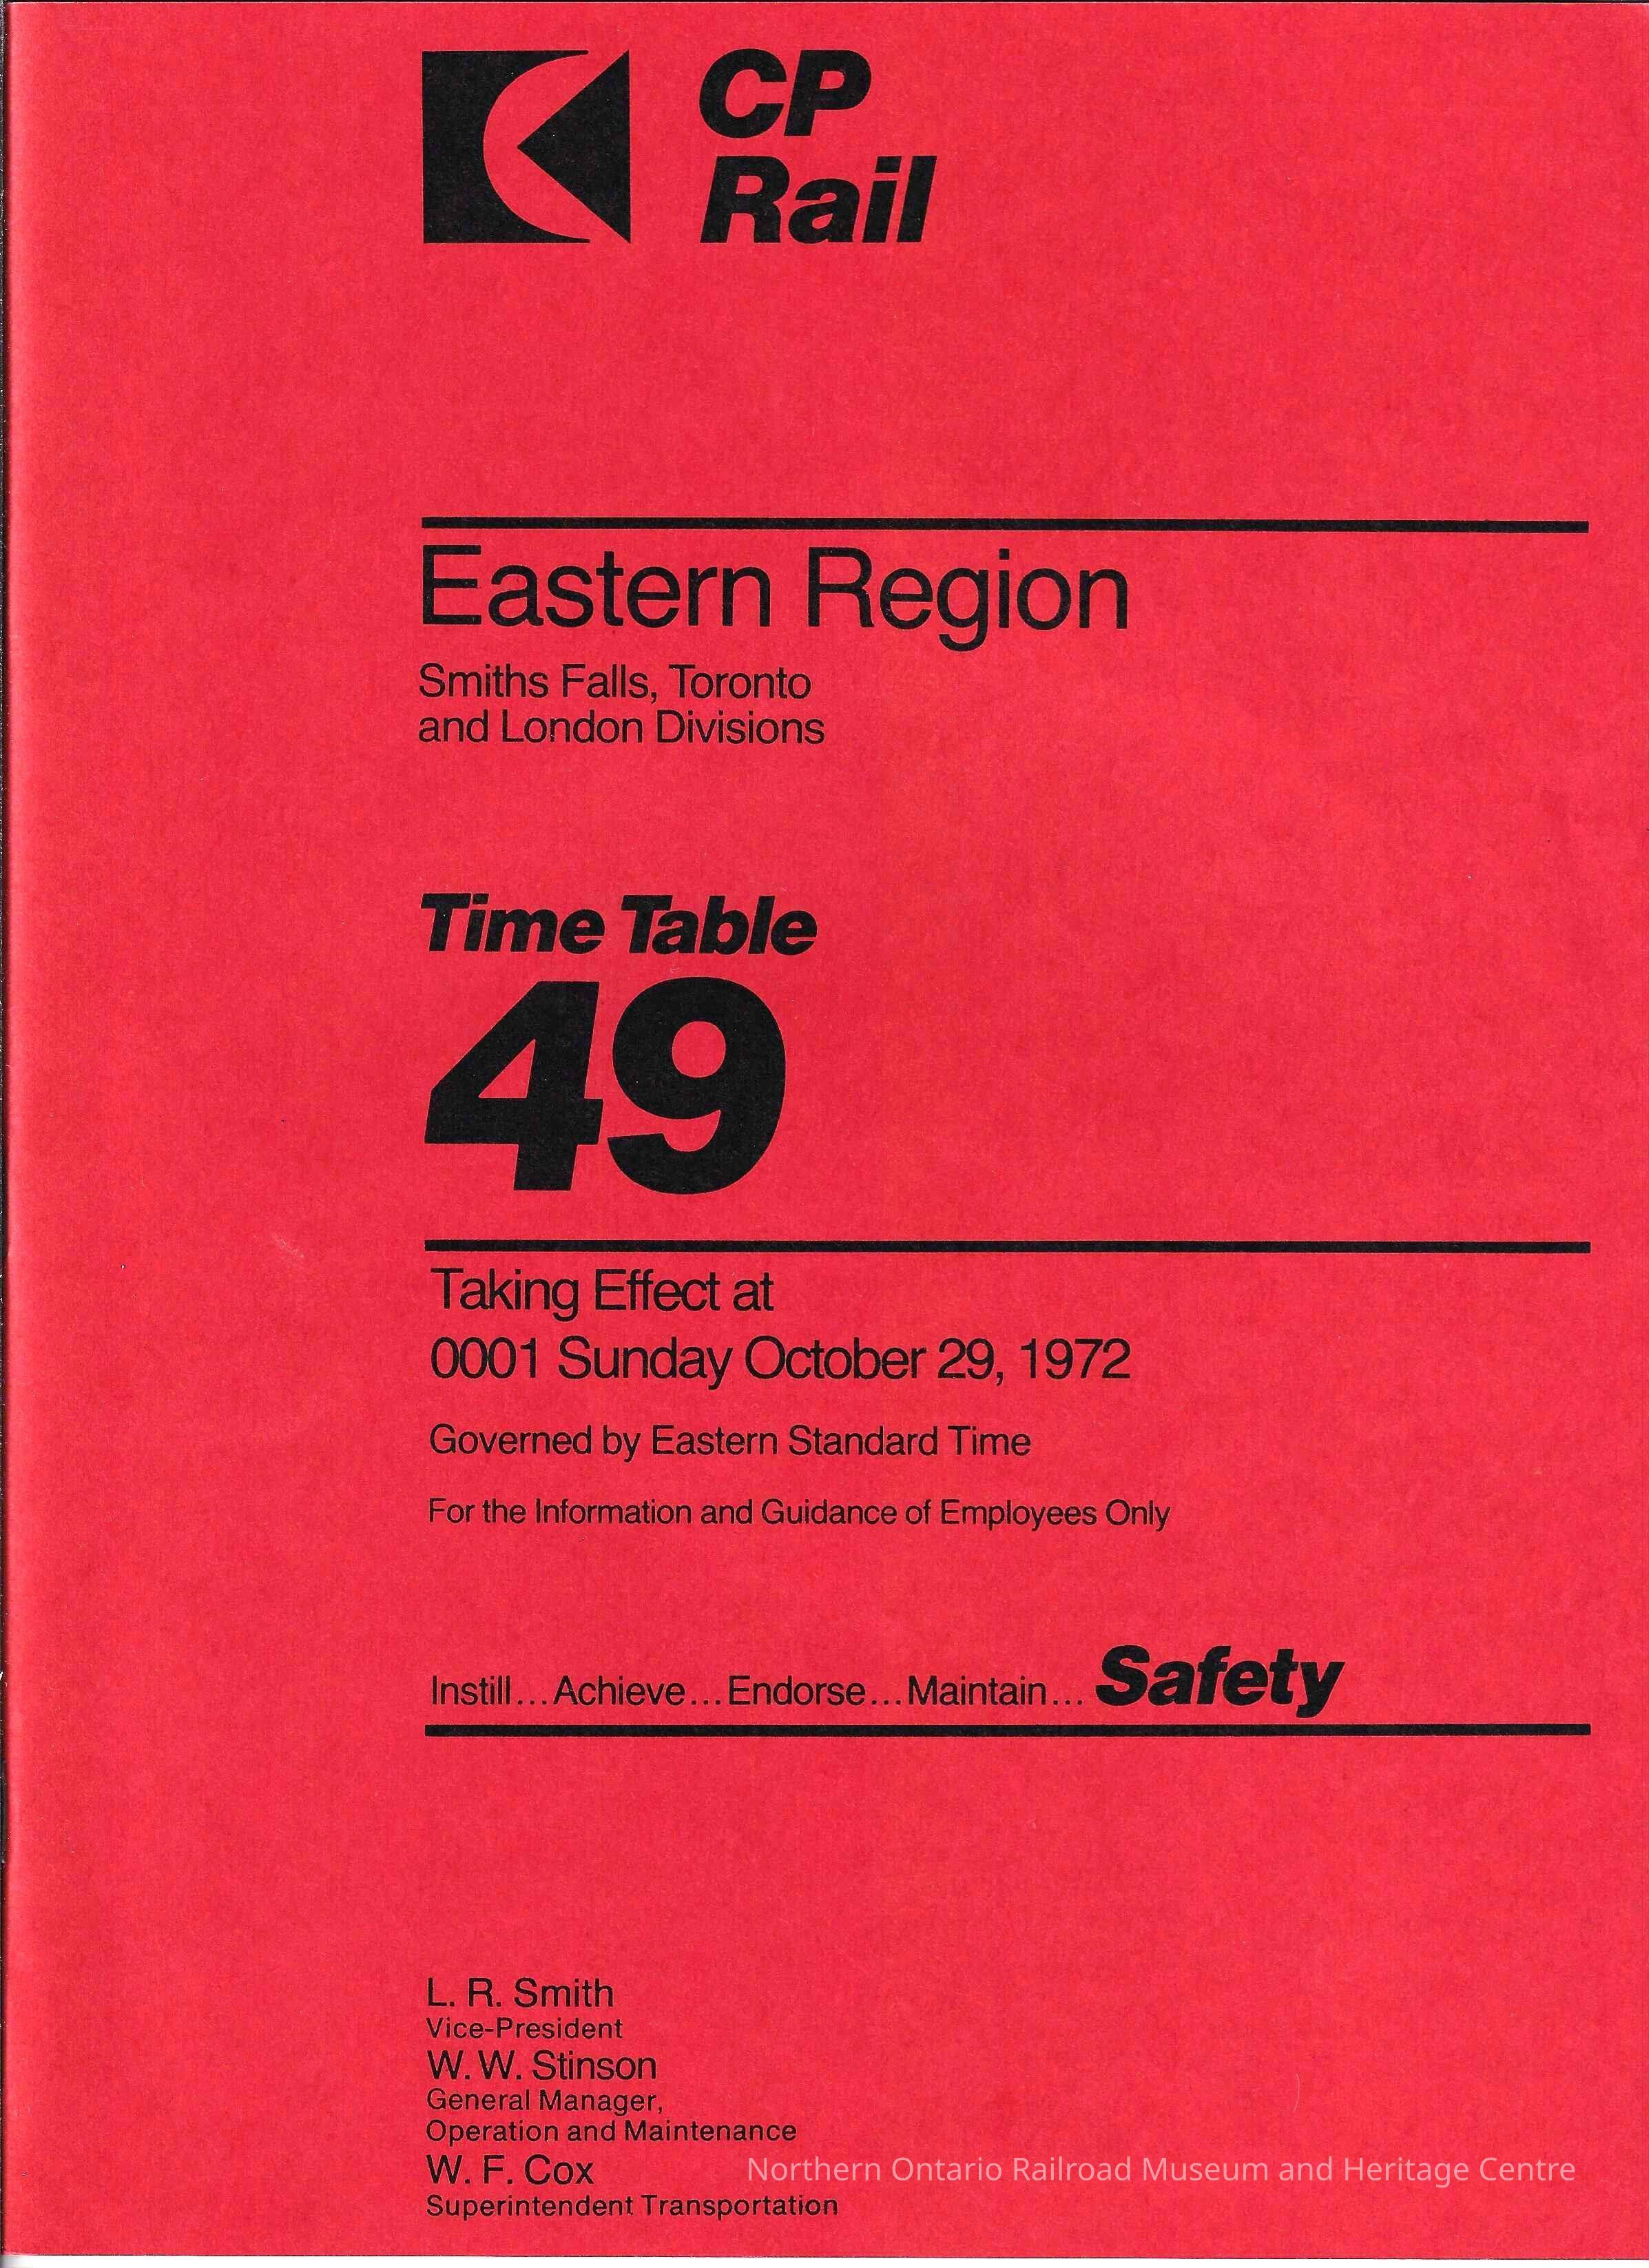 CP
Rail
Eastern Region
Smiths Falls, Toronto
and London Divisions
Time Table
49
Taking Effect at
0001 Sunday October 29, 1972
Governed by Eastern Standard Time
For the Information and Guidance of Employees Only
Instill...Achieve...Endorse...Maintain... Safety
L. R. Smith
Vice-President
W. W. Stinson
General Manager,
Operation and Maintenance
W. F. Cox
Northern Ontario Railroad Museum and Heritage Centre
Superintendent Transportation